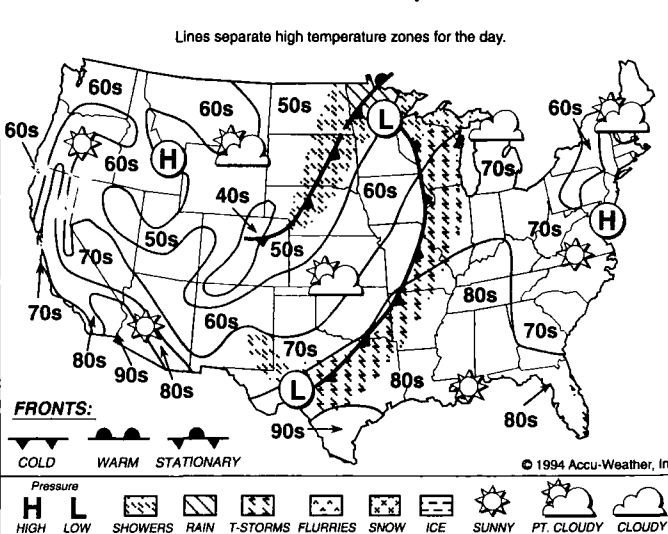 Lines separate high temperature zones for the day.
60s
60s
50s
60s
60s
60s
H
L
70s
40s
60s
H
50s
50s
70s
70s
80s
70s
60s
70s
70s
80s
90s
80s
L
80s
90s
80s
FRONTS:
COLD WARM STATIONARY
© 1994 Accu-Weather, In
Pressure
H L
HIGH LOW SHOWERS RAIN T-STORMS FLURRIES SNOW ICE SUNNY PT. CLOUDY CLOUDY